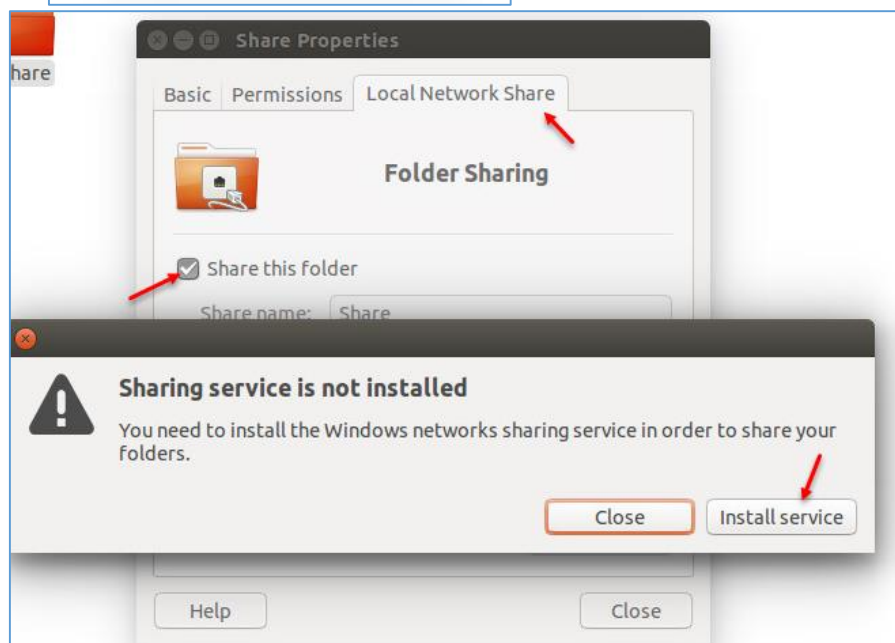 hare
Share Properties
Basic Permissions Local Network Share
Folder Sharing
Share this folder
Share name: Share
Sharing service is not installed
You need to install the Windows networks sharing service in order to share your
folders.
Close Install service
Help Close